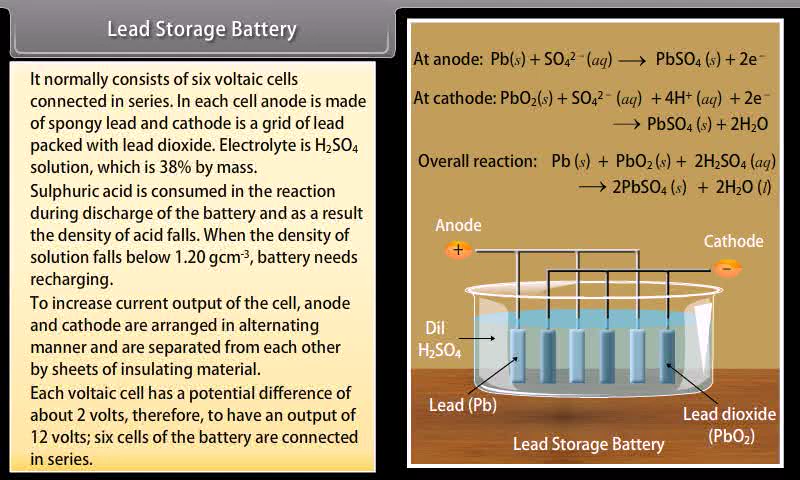 Lead Storage Battery
It normally consists of six voltaic cells
connected in series. In each cell anode is made
of spongy lead and cathode is a grid of lead
packed with lead dioxide. Electrolyte is H₂SO₄
solution, which is 38% by mass.
Sulphuric acid is consumed in the reaction
during discharge of the battery and as a result
the density of acid falls. When the density of
solution falls below 1.20 gcm⁻³, battery needs
recharging.
To increase current output of the cell, anode
and cathode are arranged in alternating
manner and are separated from each other
by sheets of insulating material.
Each voltaic cell has a potential difference of
about 2 volts, therefore, to have an output of
12 volts; six cells of the battery are connected
in series.
At anode: Pb(s) + SO₄²⁻ (aq) ⟶ PbSO₄ (s) + 2e⁻
At cathode: PbO₂(s) + SO₄²⁻ (aq) + 4H⁺ (aq) + 2e⁻
⟶ PbSO₄ (s) + 2H₂O
Overall reaction: Pb (s) + PbO₂ (s) + 2H₂SO₄ (aq)
⟶ 2PbSO₄ (s) + 2H₂O (l)
Anode
+
Cathode
−
Dil
H₂SO₄
Lead (Pb)
Lead dioxide
(PbO₂)
Lead Storage Battery